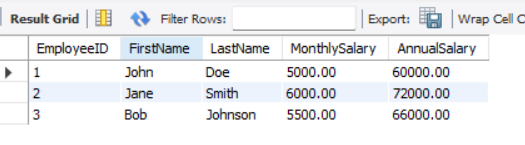 Result Grid Filter Rows: Export: Wrap Cell C
EmployeeID FirstName LastName MonthlySalary AnnualSalary
1 John Doe 5000.00 60000.00
2 Jane Smith 6000.00 72000.00
3 Bob Johnson 5500.00 66000.00